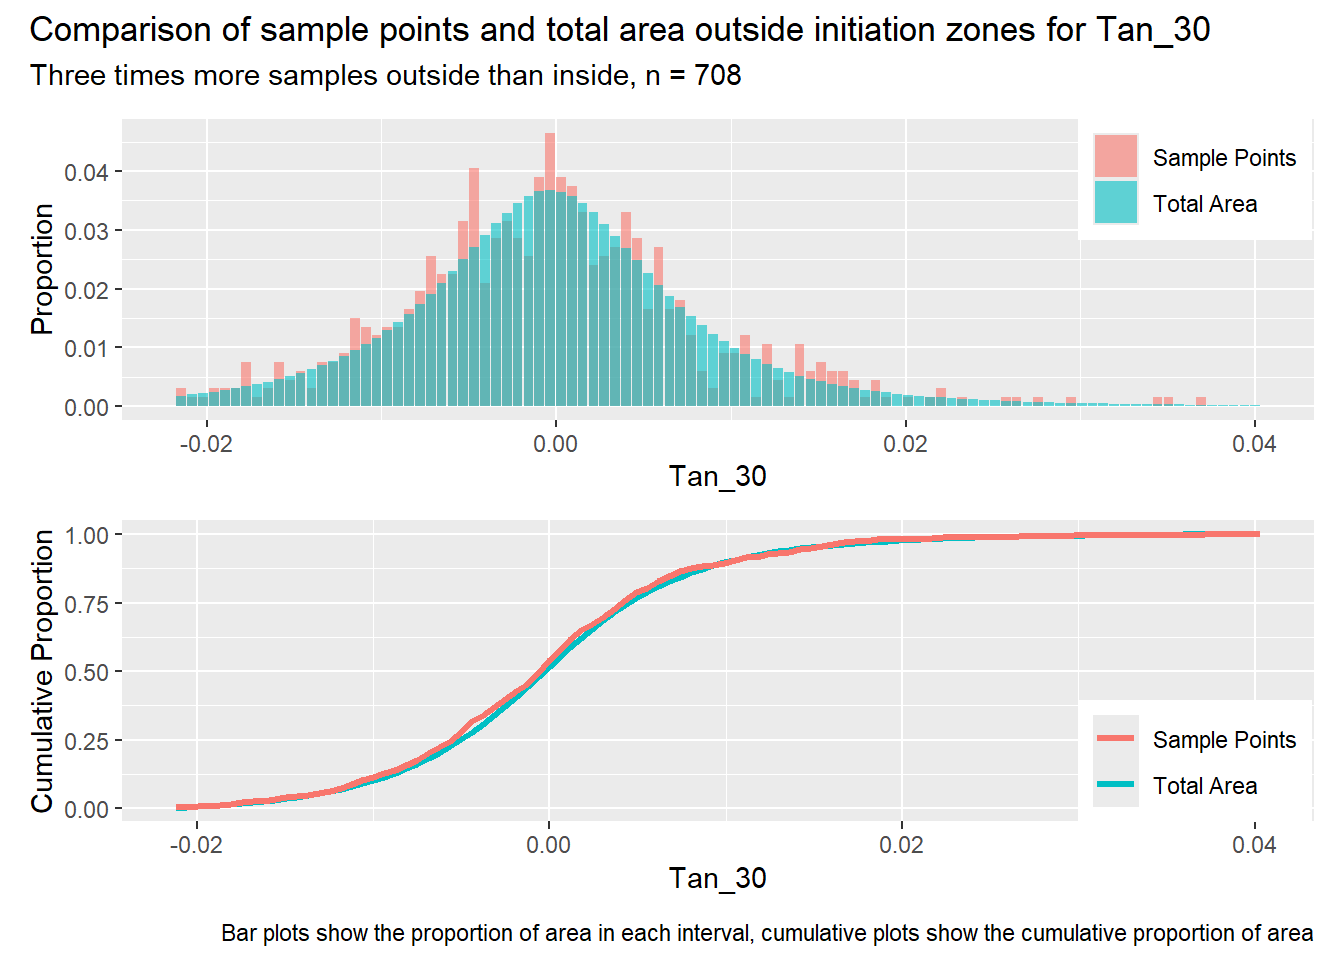 Comparison of sample points and total area outside initiation zones for Tan_30
Three times more samples outside than inside, n = 708
Proportion
0.04
0.03
0.02
0.01
0.00
Sample Points
Total Area
-0.02
0.00
0.02
0.04
Tan_30
Cumulative Proportion
1.00
0.75
0.50
0.25
0.00
Sample Points
Total Area
-0.02
0.00
0.02
0.04
Tan_30
Bar plots show the proportion of area in each interval, cumulative plots show the cumulative proportion of area